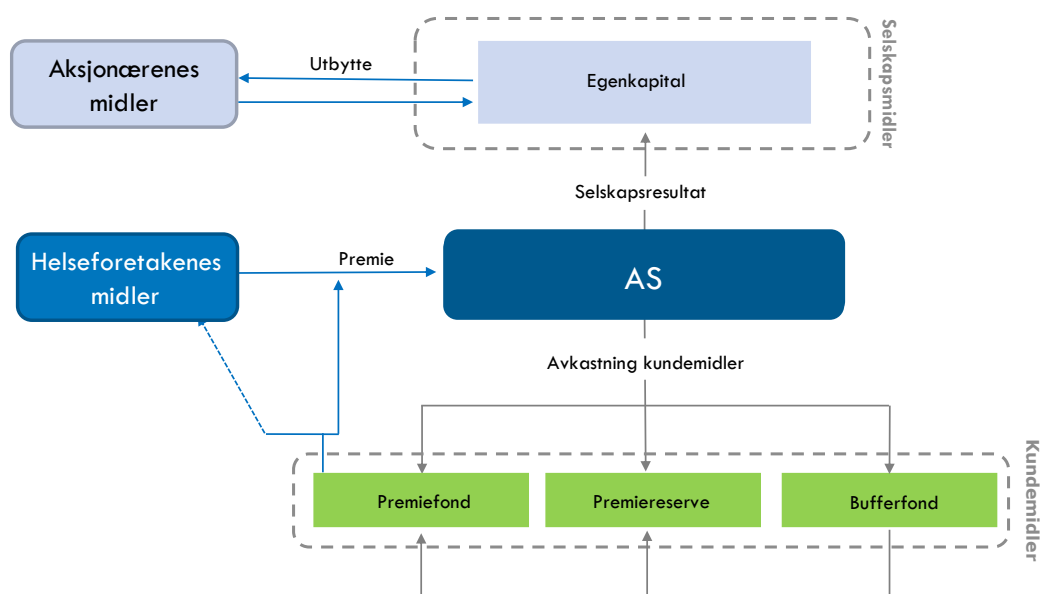 Aksjonærenes
midler
Utbytte
Egenkapital
Selskapsmidler
Selskapsresultat
Helseforetakenes
midler
Premie
AS
Avkastning kundemidler
Kundemidler
Premiefond
Premiereserve
Bufferfond